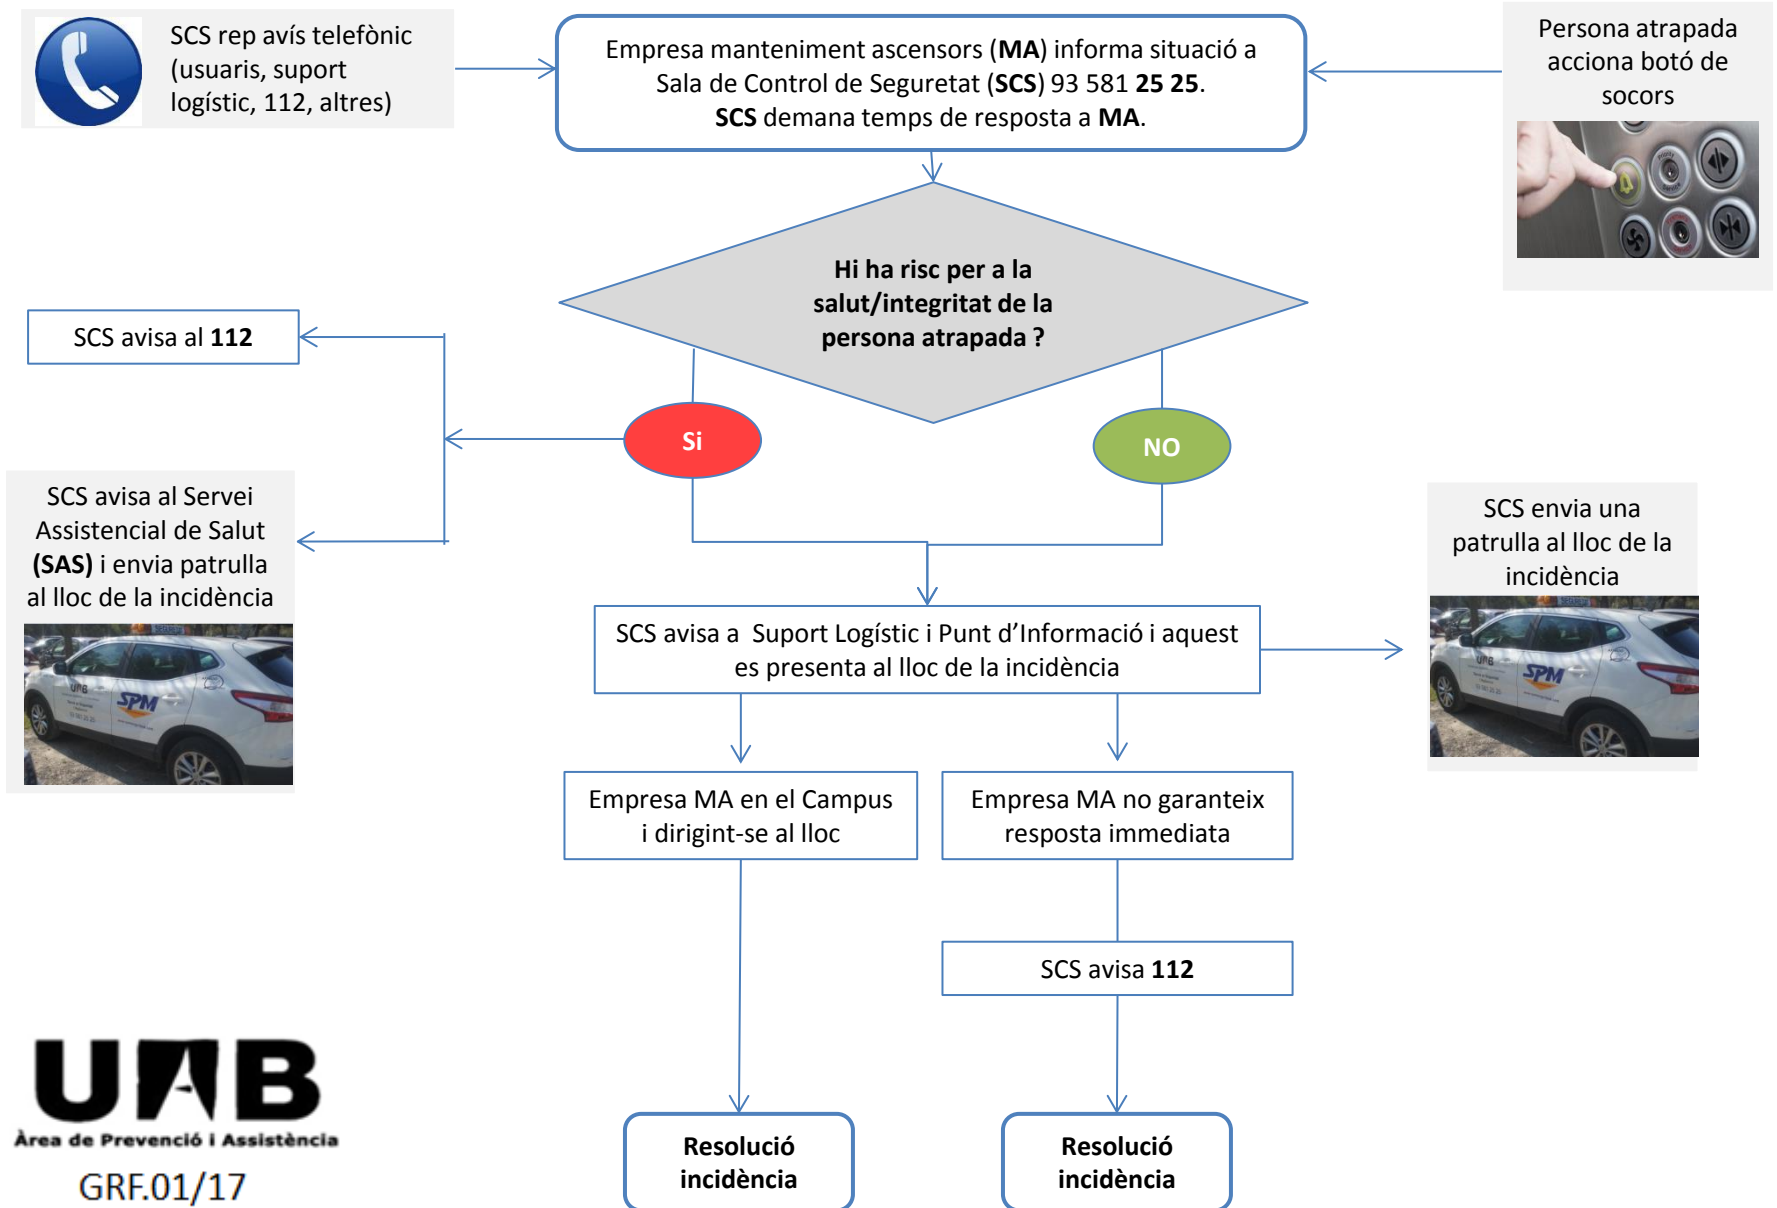 SCS rep avís telefònic
(usuaris, suport
logístic, 112, altres)
Empresa manteniment ascensors (MA) informa situació a
Sala de Control de Seguretat (SCS) 93 581 25 25.
SCS demana temps de resposta a MA.
Persona atrapada
acciona botó de
socors
Hi ha risc per a la
salut/integritat de la
persona atrapada ?
SCS avisa al 112
Si
NO
SCS avisa al Servei
Assistencial de Salut
(SAS) i envia patrulla
al lloc de la incidència
UAB
SPM
SCS envia una
patrulla al lloc de la
incidència
UAB
SPM
SCS avisa a Suport Logístic i Punt d'Informació i aquest
es presenta al lloc de la incidència
Empresa MA en el Campus
i dirigint-se al lloc
Empresa MA no garanteix
resposta immediata
SCS avisa 112
Resolució
incidència
Resolució
incidència
UAB
Àrea de Prevenció i Assistència
GRF.01/17